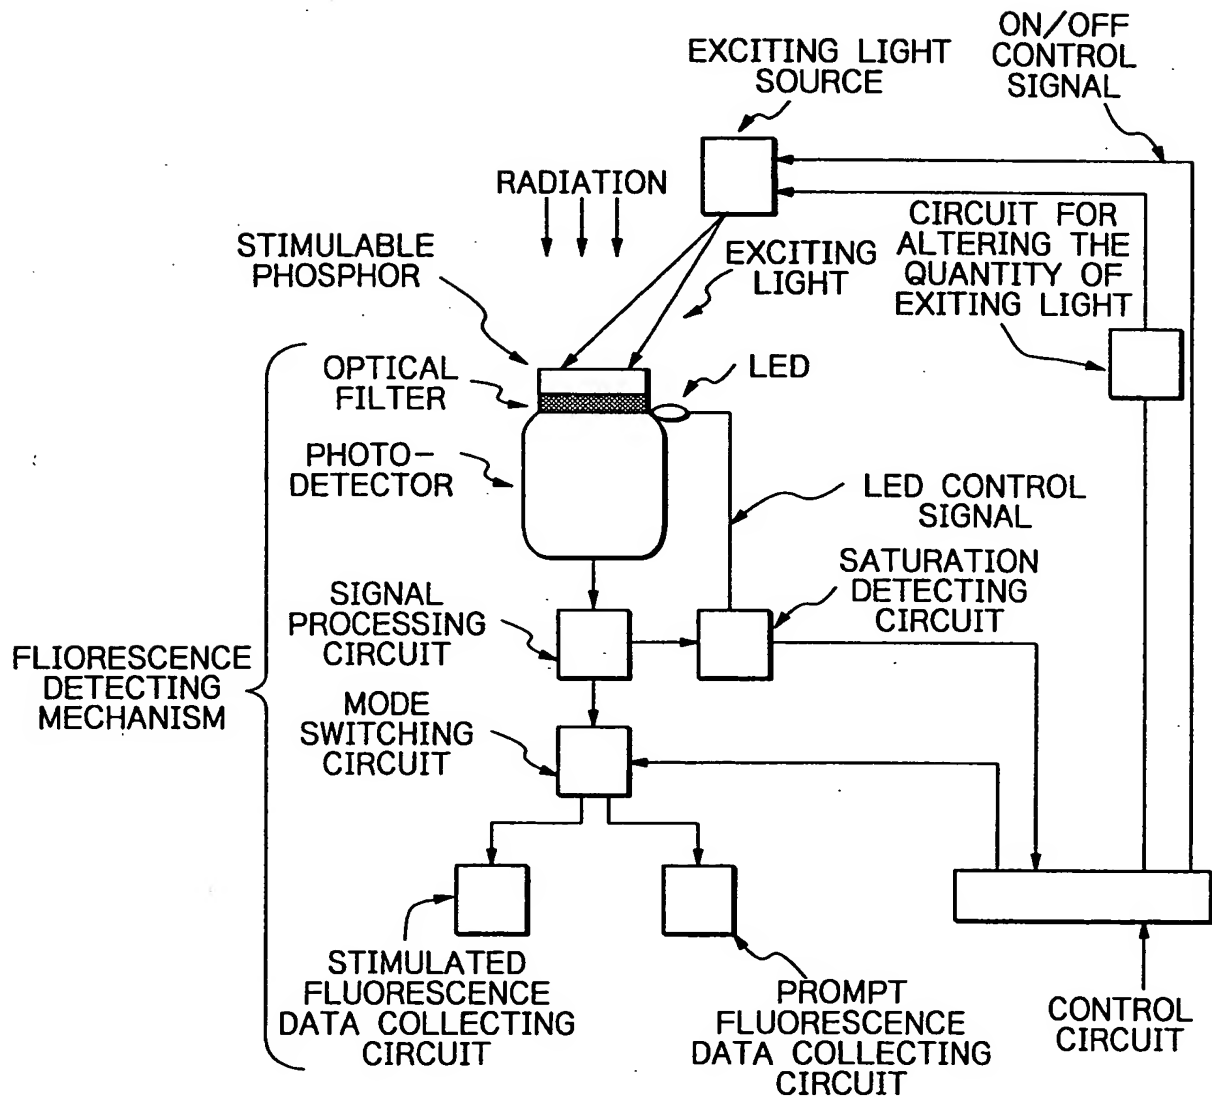 ON/OFF
CONTROL
SIGNAL
EXCITING LIGHT
SOURCE
RADIATION
STIMULABLE
PHOSPHOR
EXCITING
LIGHT
CIRCUIT FOR
ALTERING THE
QUANTITY OF
EXITING LIGHT
OPTICAL
FILTER
LED
PHOTO-
DETECTOR
LED CONTROL
SIGNAL
SATURATION
DETECTING
CIRCUIT
SIGNAL
PROCESSING
CIRCUIT
FLIORESCENCE
DETECTING
MECHANISM
MODE
SWITCHING
CIRCUIT
STIMULATED
FLUORESCENCE
DATA COLLECTING
CIRCUIT
PROMPT
FLUORESCENCE
DATA COLLECTING
CIRCUIT
CONTROL
CIRCUIT